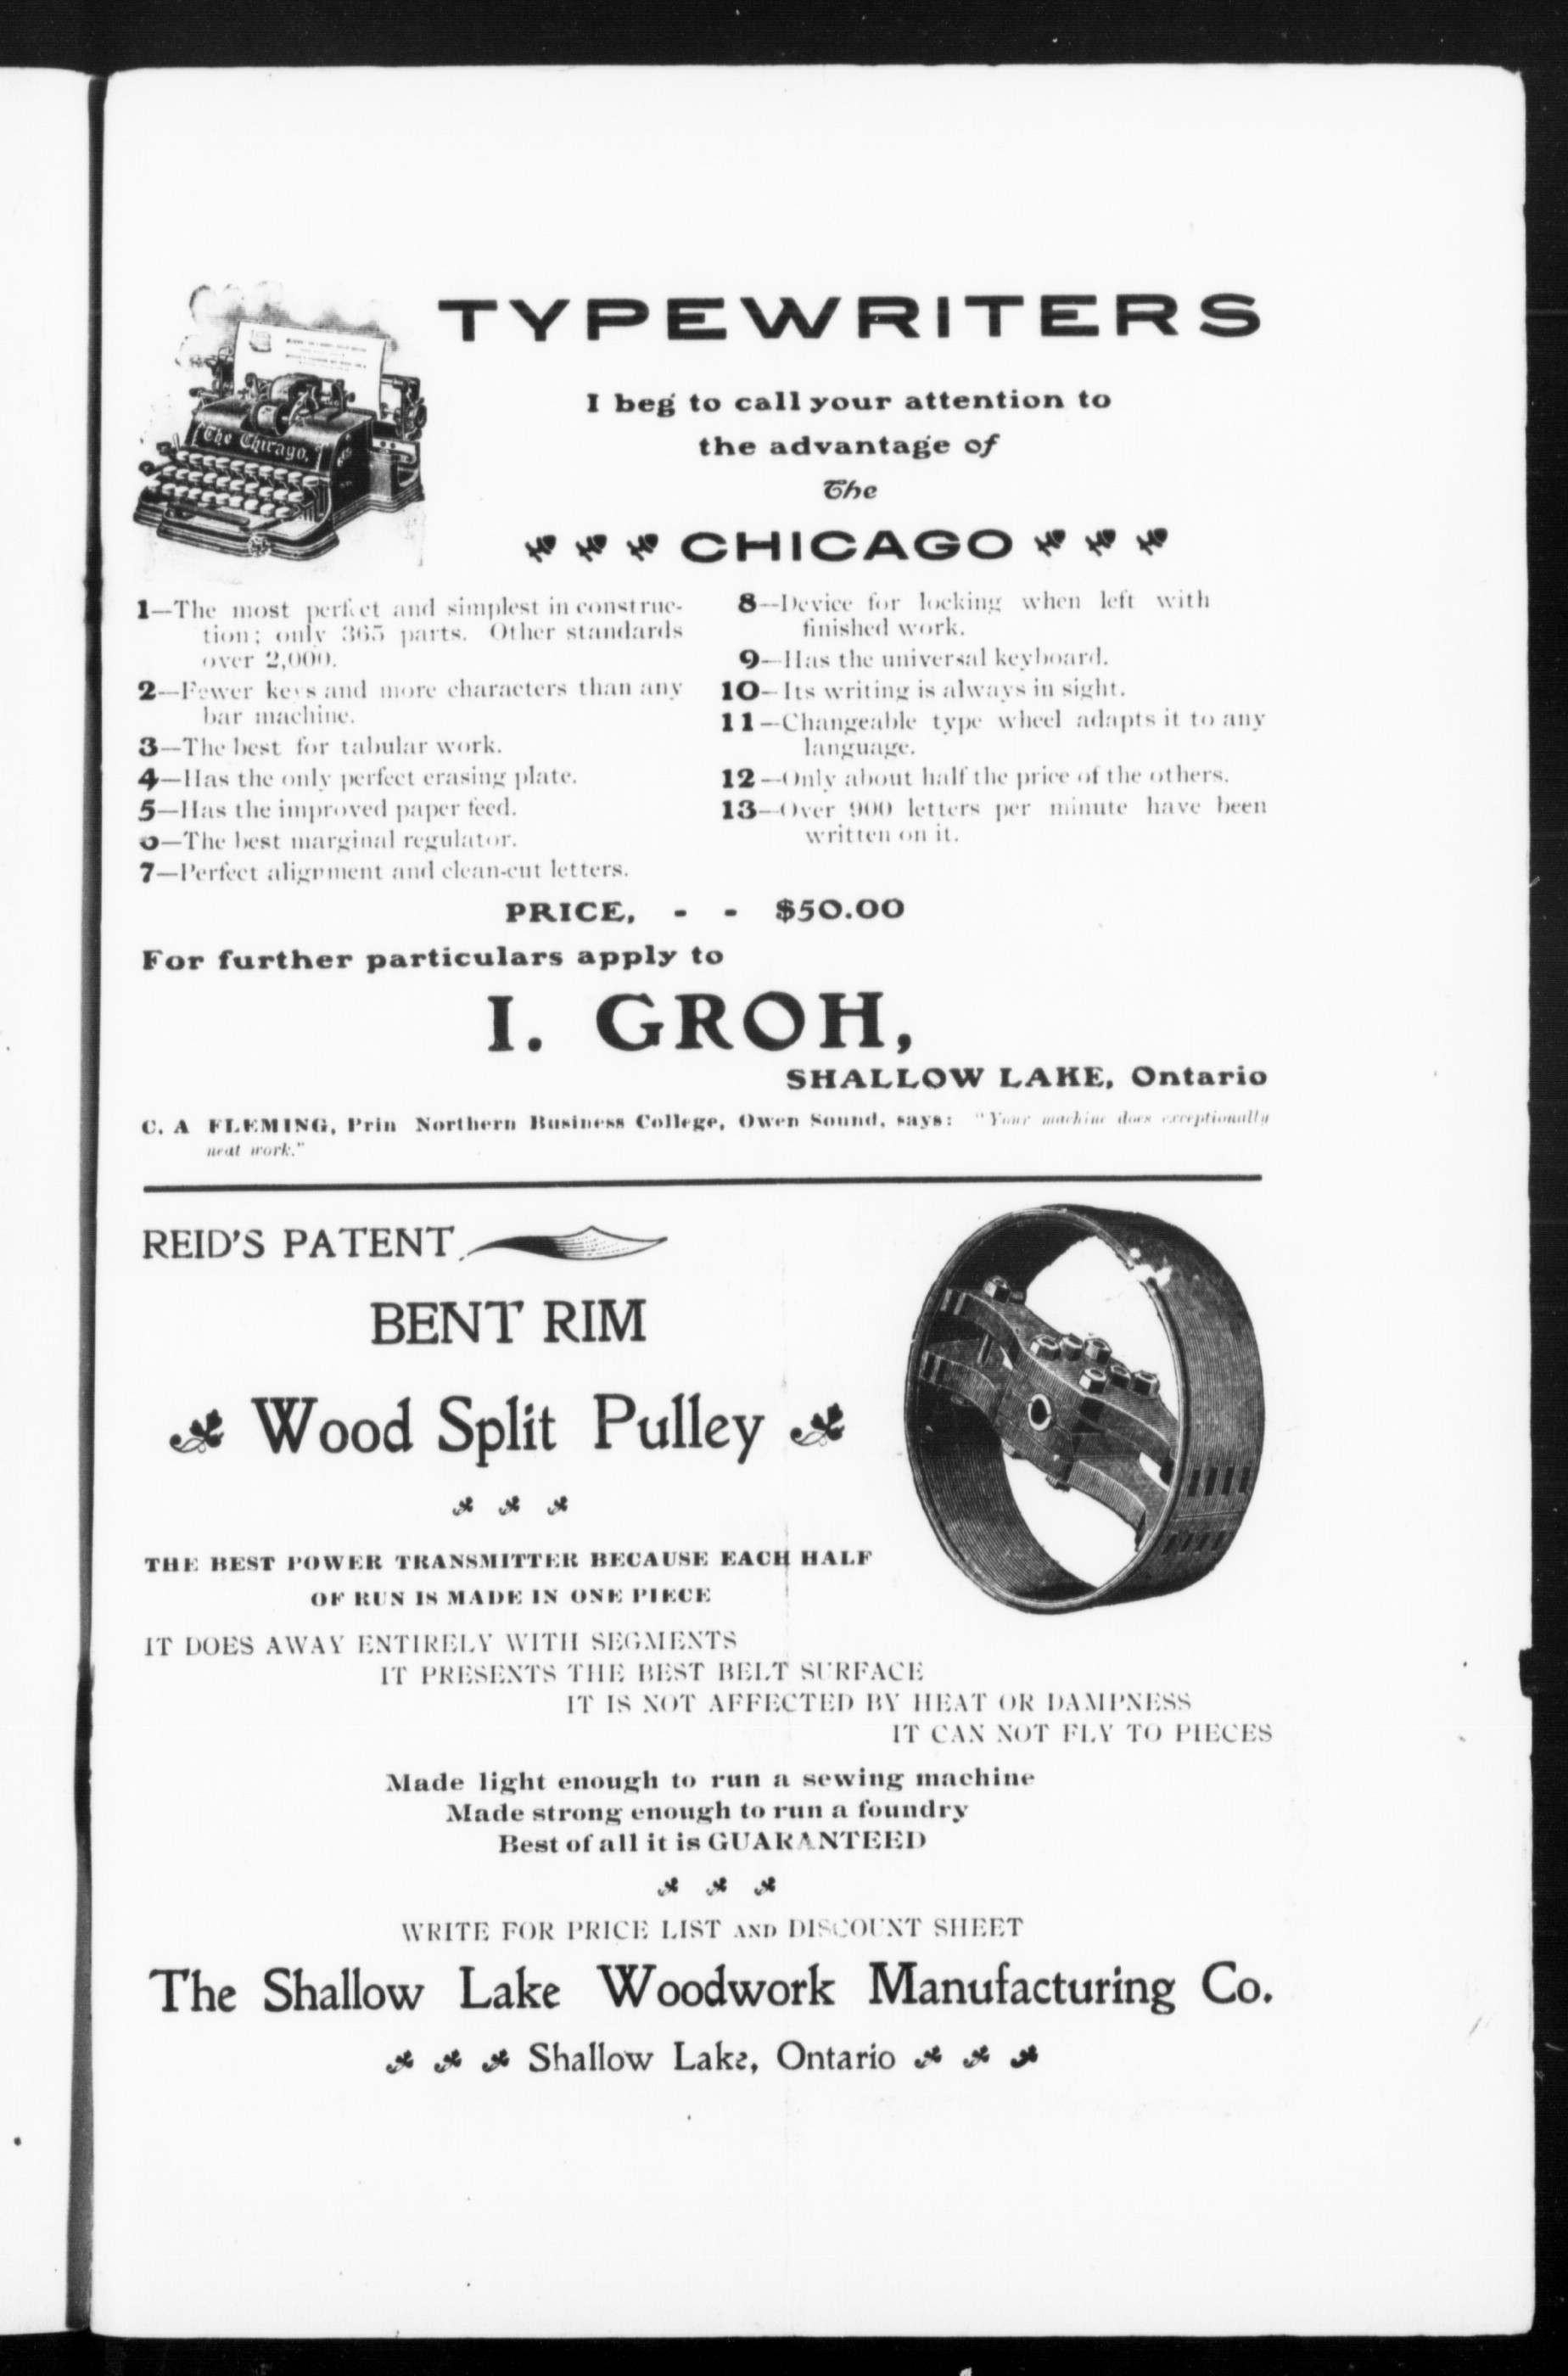 TYPEWRITERS
I beg to call your attention to
the advantage of
The
CHICAGO
The Chicago.
1—The most perfect and simplest in construc-
tion; only 365 parts. Other standards
over 2,000.
2—Fewer keys and more characters than any
bar machine.
3—The best for tabular work.
4—Has the only perfect erasing plate.
5—Has the improved paper feed.
6—The best marginal regulator.
7—Perfect alignment and clean-cut letters.
8—Device for locking when left with
finished work.
9—Has the universal keyboard.
10—Its writing is always in sight.
11—Changeable type wheel adapts it to any
language.
12—Only about half the price of the others.
13—Over 900 letters per minute have been
written on it.
PRICE, - - $50.00
For further particulars apply to
I. GROH,
SHALLOW LAKE, Ontario
C. A FLEMING, Prin Northern Business College, Owen Sound, says: "Your machine does exceptionally
neat work."
REID'S PATENT
BENT RIM
Wood Split Pulley
THE BEST POWER TRANSMITTER BECAUSE EACH HALF
OF RUN IS MADE IN ONE PIECE
IT DOES AWAY ENTIRELY WITH SEGMENTS
IT PRESENTS THE BEST BELT SURFACE
IT IS NOT AFFECTED BY HEAT OR DAMPNESS
IT CAN NOT FLY TO PIECES
Made light enough to run a sewing machine
Made strong enough to run a foundry
Best of all it is GUARANTEED
WRITE FOR PRICE LIST AND DISCOUNT SHEET
The Shallow Lake Woodwork Manufacturing Co.
Shallow Lake, Ontario